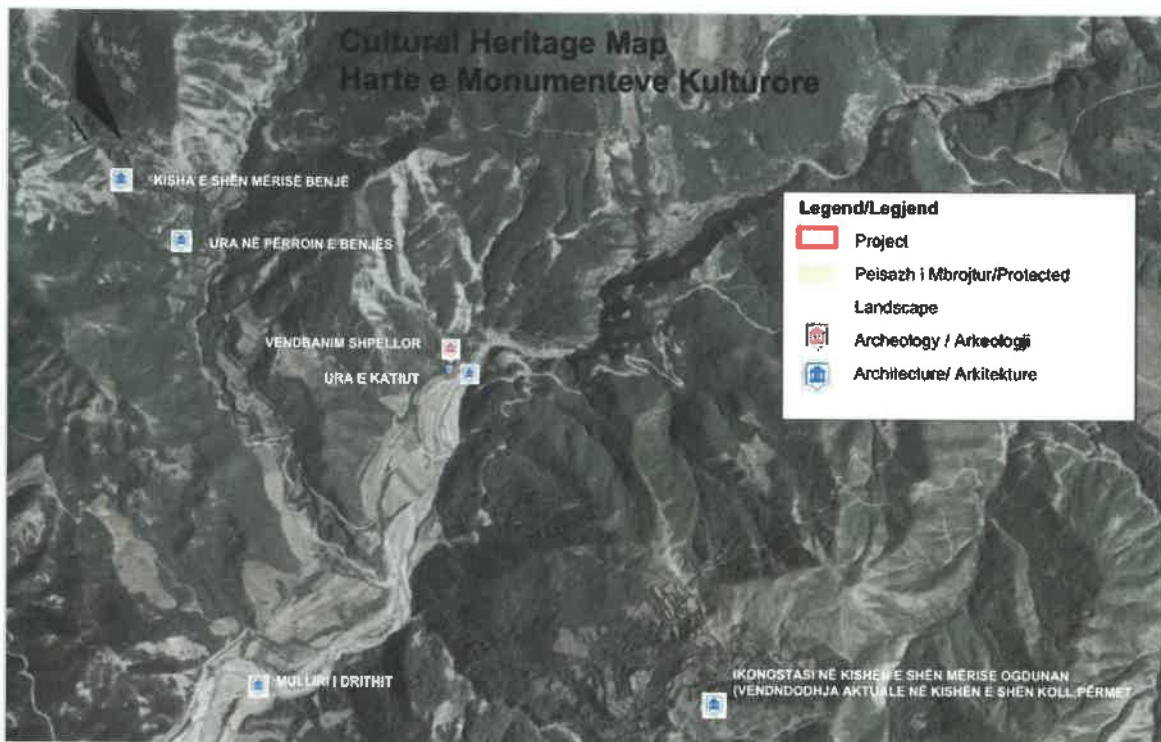 Cultural Heritage Map
Harte e Monumenteve Kulturore
KISHA E SHËN MËRISË BENJË
URA NË PËRROIN E BENJËS
VENDBANIM SHPELLOR
URA E KATIUT
MULLIRI I DRITHIT
IKONOSTASI NË KISHËN E SHËN MËRISË OGDUNAN
(VENDNDODHJA AKTUALE NË KISHËN E SHËN KOLL,PËRMET
Legend/Legjend
Project
Peisazh i Mbrojtur/Protected
Landscape
Archeology / Arkeologji
Architecture/ Arkitekture